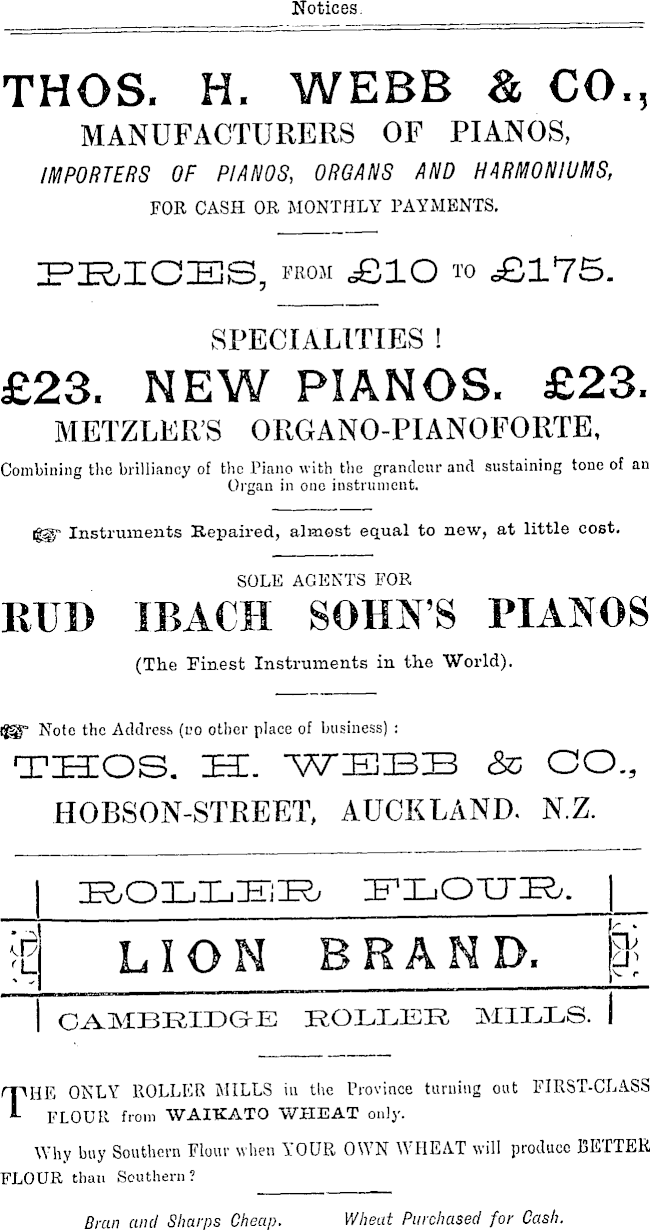 Notices.
THOS. H. WEBB & CO.,
MANUFACTURERS OF PIANOS,
IMPORTERS OF PIANOS, ORGANS AND HARMONIUMS,
FOR CASH OR MONTHLY PAYMENTS.
PRICES, FROM £10 TO £175.
SPECIALITIES !
£23. NEW PIANOS. £23.
METZLER'S ORGANO-PIANOFORTE,
Combining the brilliancy of the Piano with the grandeur and sustaining tone of an
Organ in one instrument.
☞ Instruments Repaired, almost equal to new, at little cost.
SOLE AGENTS FOR
RUD IBACH SOHN'S PIANOS
(The Finest Instruments in the World).
☞ Note the Address (no other place of business) :
THOS. H. WEBB & CO.,
HOBSON-STREET, AUCKLAND. N.Z.
ROLLER FLOUR.
LION BRAND.
CAMBRIDGE ROLLER MILLS.
THE ONLY ROLLER MILLS in the Province turning out FIRST-CLASS
FLOUR from WAIKATO WHEAT only.
Why buy Southern Flour when YOUR OWN WHEAT will produce BETTER
FLOUR than Southern?
Bran and Sharps Cheap. Wheat Purchased for Cash.